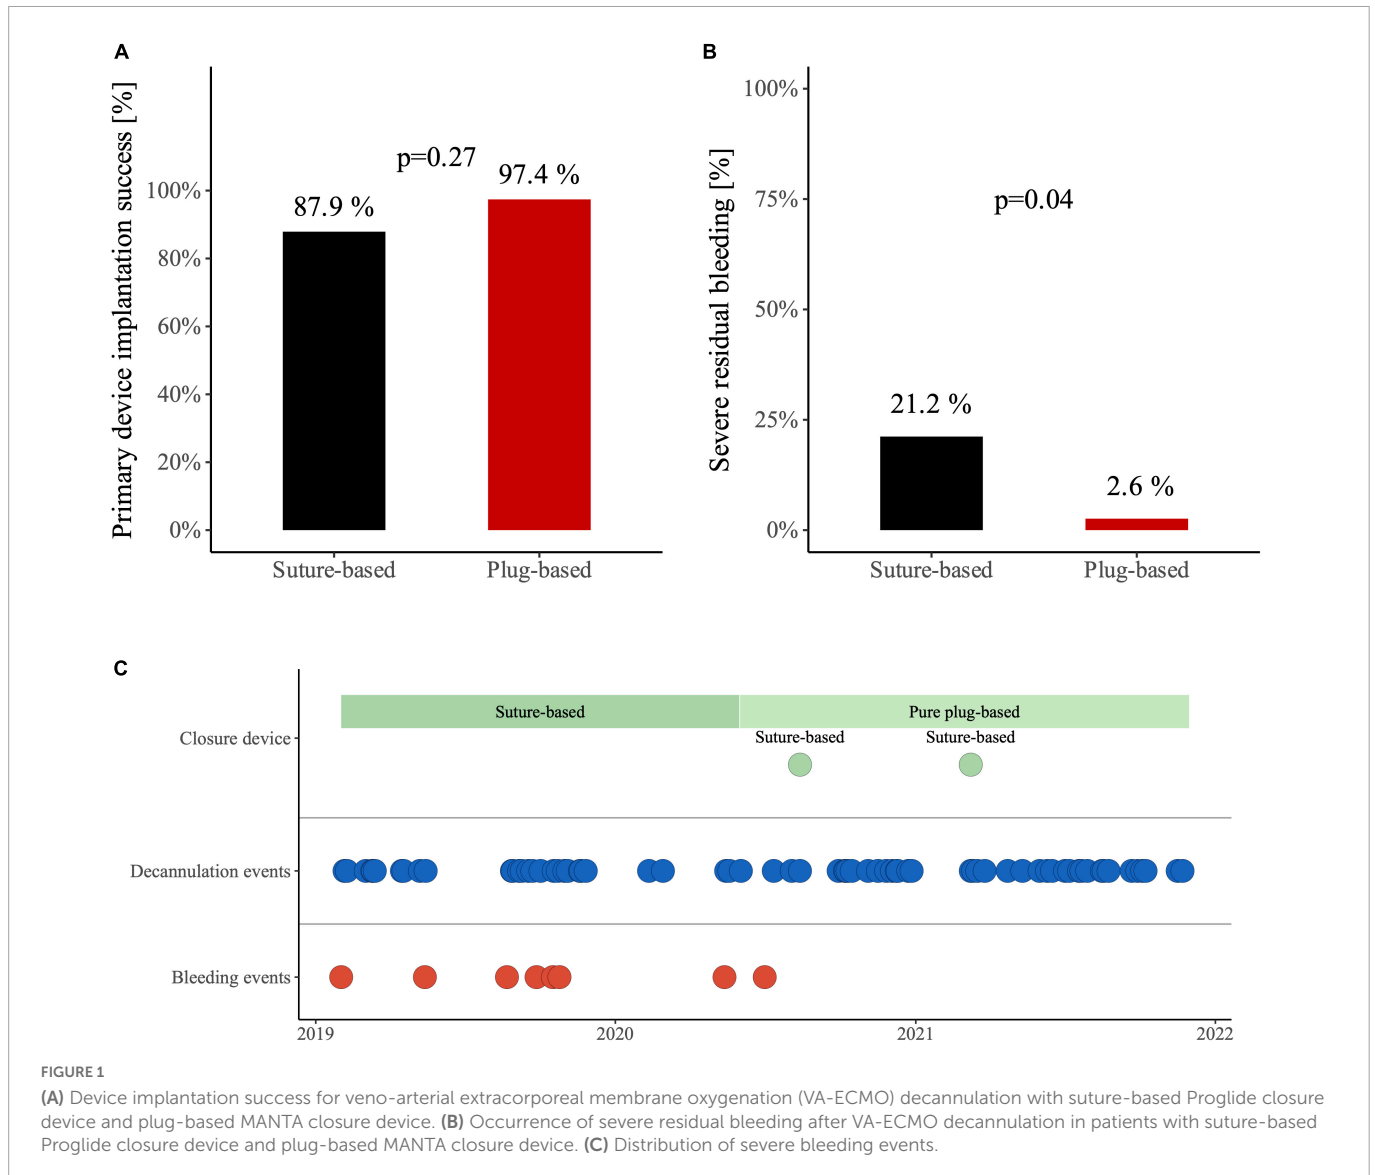 A
Primary device implantation success [%]
100%
80%
60%
40%
20%
0%
p=0.27
87.9 %
97.4 %
Suture-based
Plug-based
B
Severe residual bleeding [%]
100%
75%
50%
25%
0%
p=0.04
21.2 %
2.6 %
Suture-based
Plug-based
C
Suture-based
Pure plug-based
Closure device
Suture-based
Suture-based
Decannulation events
Bleeding events
2019
2020
2021
2022
FIGURE 1
(A) Device implantation success for veno-arterial extracorporeal membrane oxygenation (VA-ECMO) decannulation with suture-based Proglide closure
device and plug-based MANTA closure device. (B) Occurrence of severe residual bleeding after VA-ECMO decannulation in patients with suture-based
Proglide closure device and plug-based MANTA closure device. (C) Distribution of severe bleeding events.